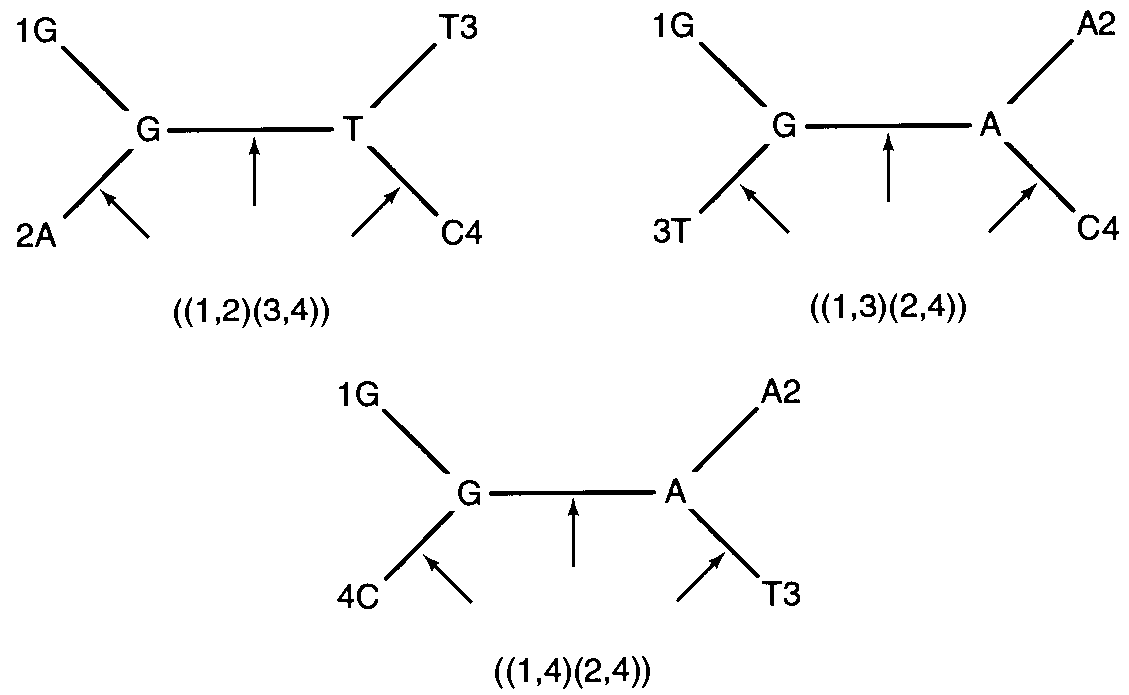 1G T3
G T
2A C4
((1,2)(3,4))
1G A2
G A
3T C4
((1,3)(2,4))
1G A2
G A
4C T3
((1,4)(2,4))